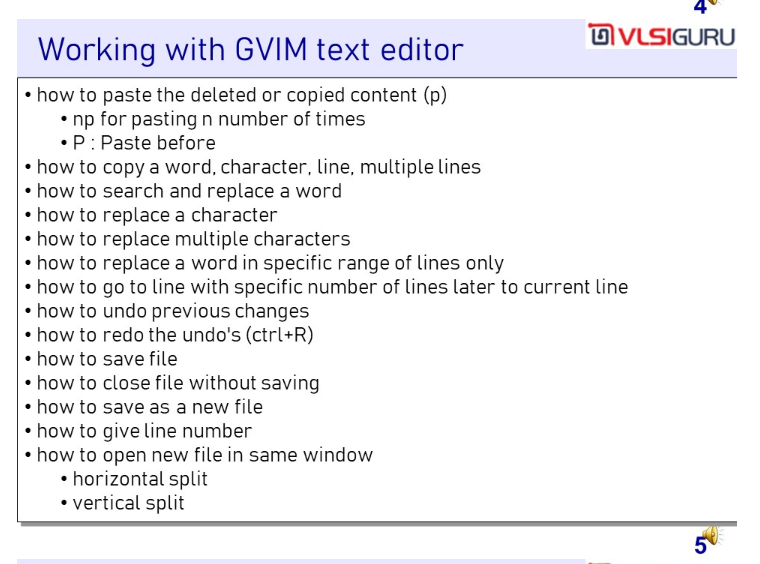 4
Working with GVIM text editor
VLSIGURU
• how to paste the deleted or copied content (p)
• np for pasting n number of times
• P : Paste before
• how to copy a word, character, line, multiple lines
• how to search and replace a word
• how to replace a character
• how to replace multiple characters
• how to replace a word in specific range of lines only
• how to go to line with specific number of lines later to current line
• how to undo previous changes
• how to redo the undo's (ctrl+R)
• how to save file
• how to close file without saving
• how to save as a new file
• how to give line number
• how to open new file in same window
• horizontal split
• vertical split
5